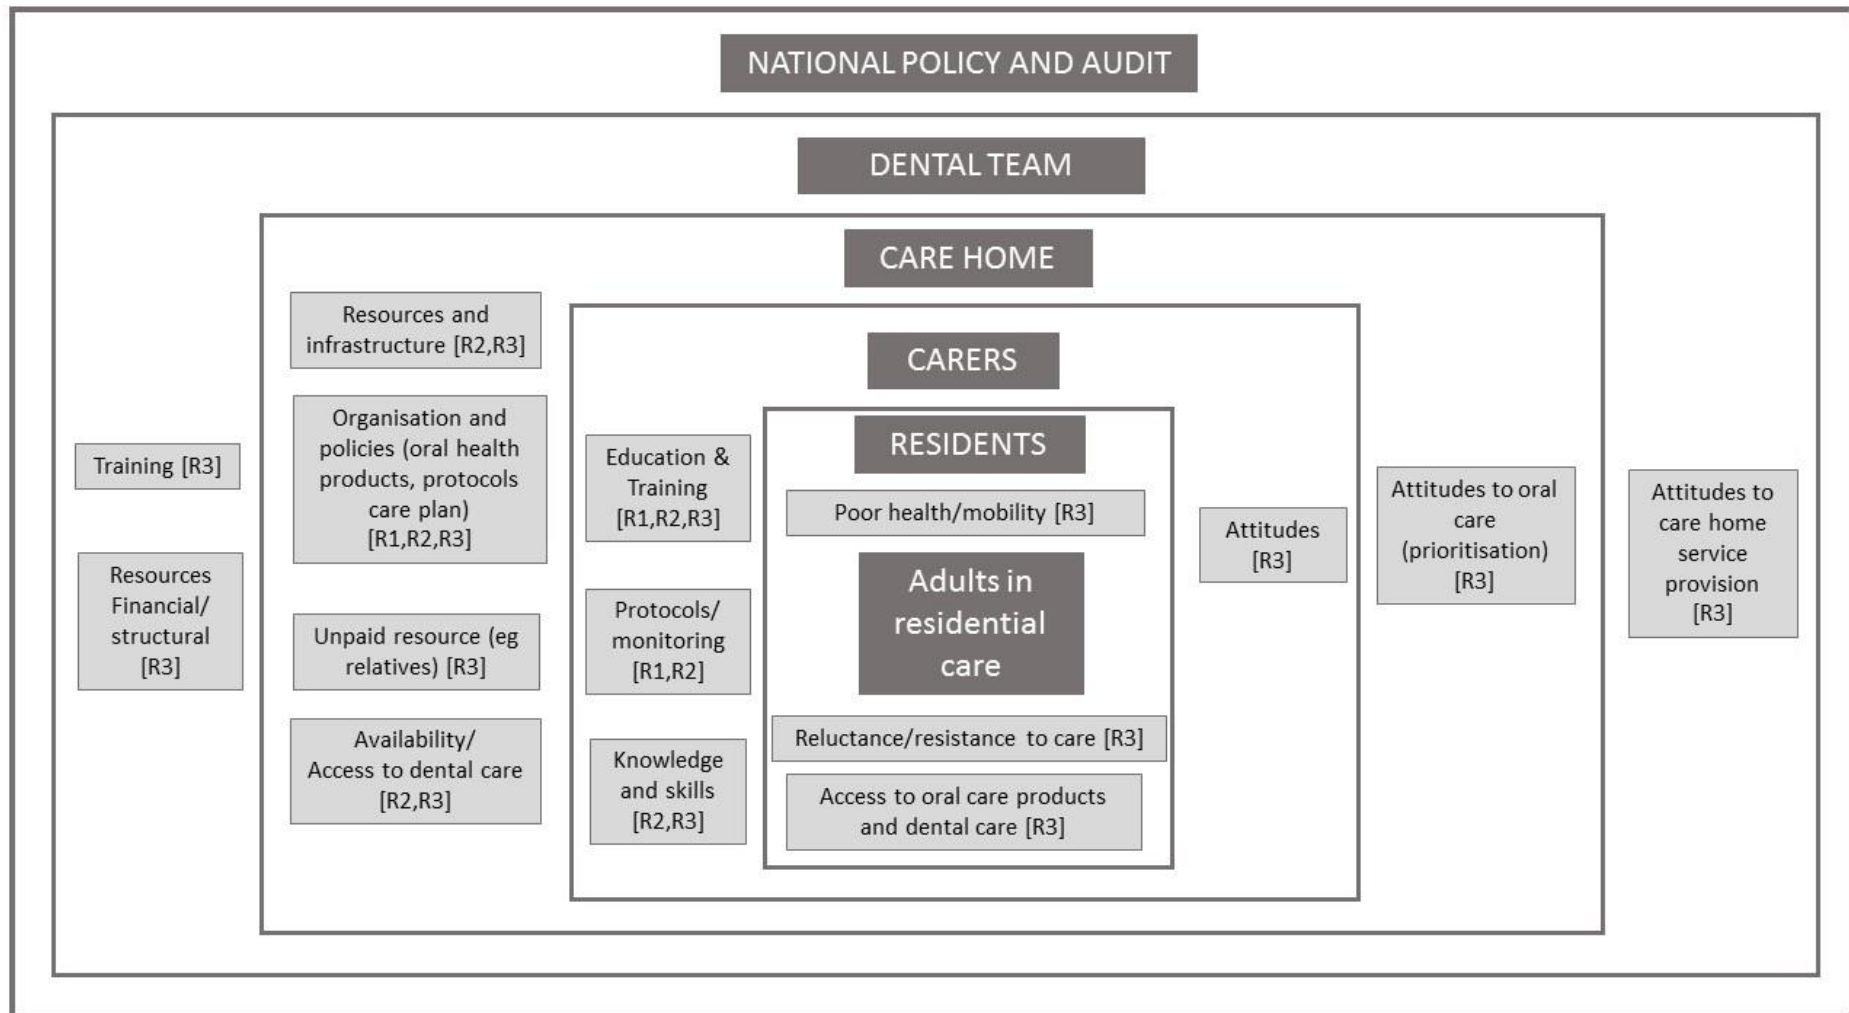 NATIONAL POLICY AND AUDIT
DENTAL TEAM
CARE HOME
CARERS
RESIDENTS
Training [R3]
Resources
Financial/
structural
[R3]
Resources and
infrastructure [R2,R3]
Organisation and
policies (oral health
products, protocols
care plan)
[R1,R2,R3]
Unpaid resource (eg
relatives) [R3]
Availability/
Access to dental care
[R2,R3]
Education &
Training
[R1,R2,R3]
Protocols/
monitoring
[R1,R2]
Knowledge
and skills
[R2,R3]
Poor health/mobility [R3]
Adults in
residential
care
Reluctance/resistance to care [R3]
Access to oral care products
and dental care [R3]
Attitudes
[R3]
Attitudes to oral
care
(prioritisation)
[R3]
Attitudes to
care home
service
provision
[R3]